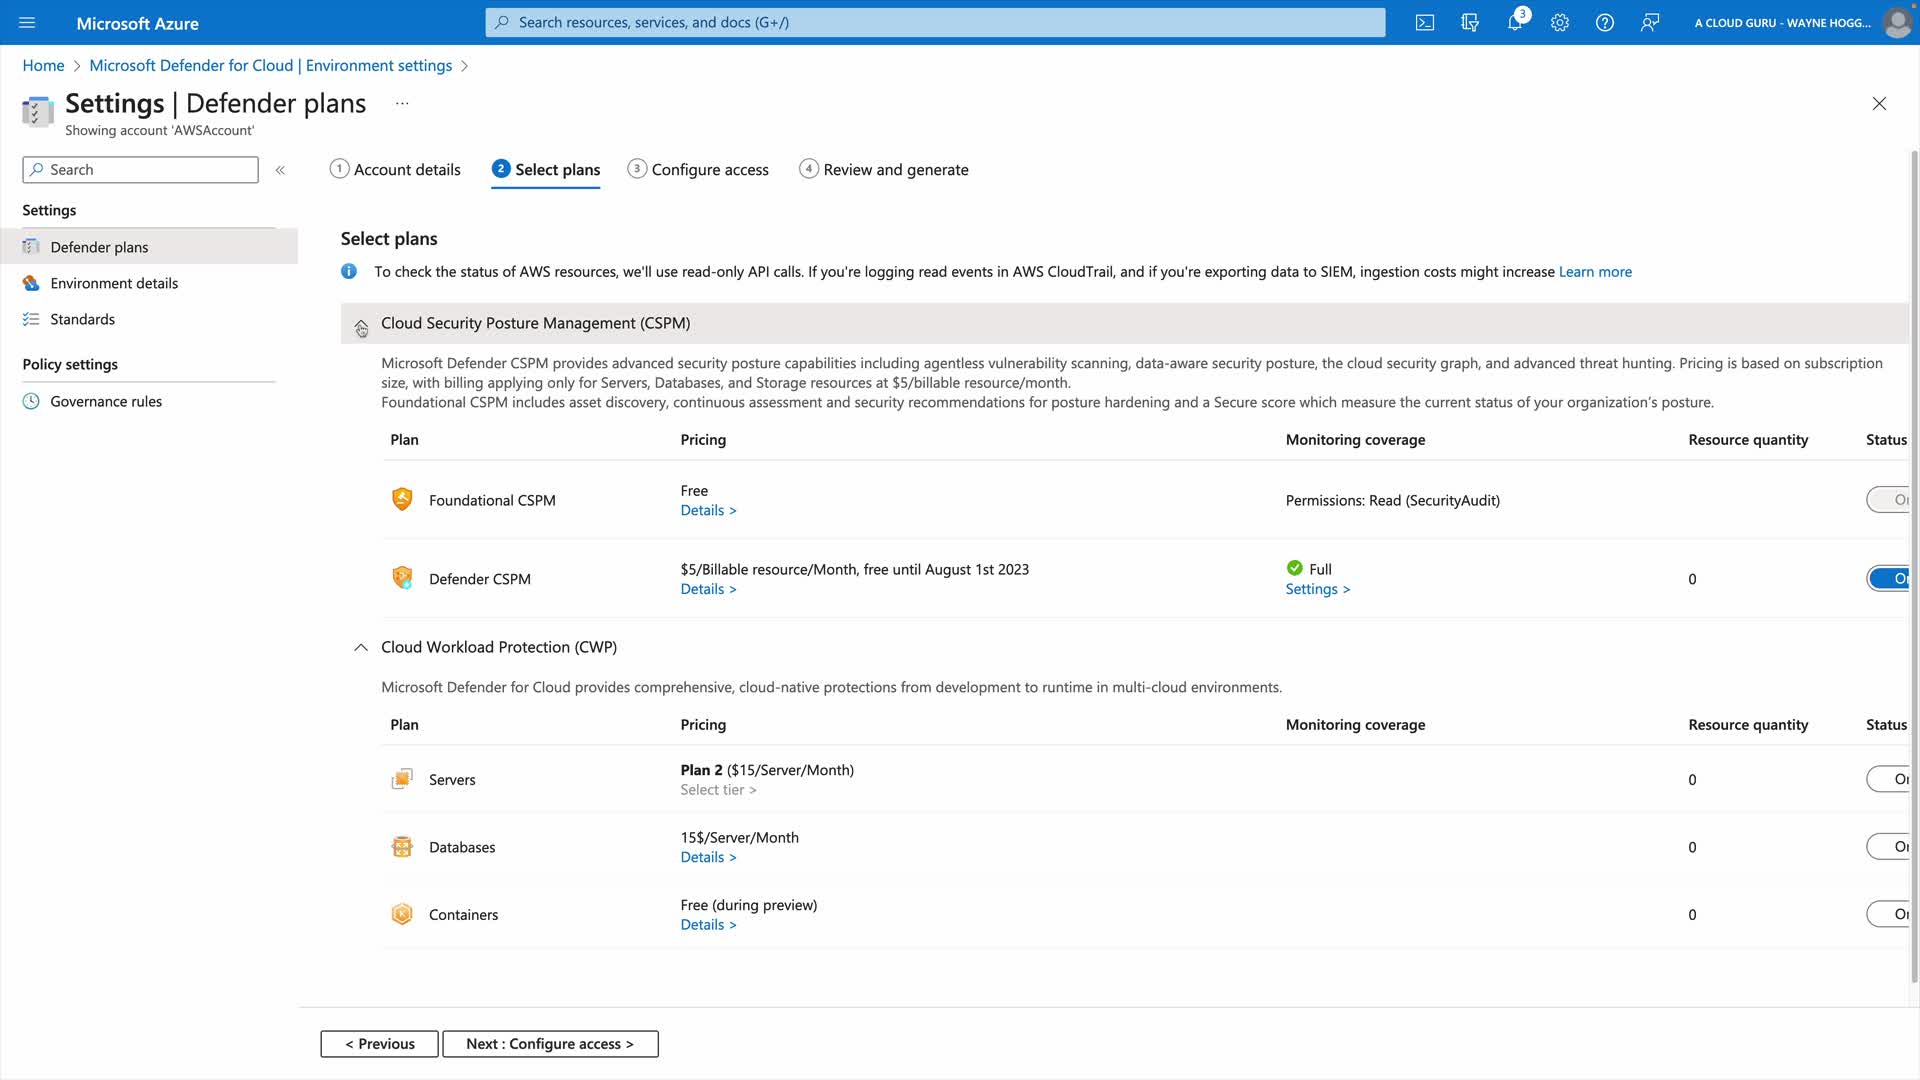 Microsoft Azure
Search resources, services, and docs (G+/)
3
A CLOUD GURU - WAYNE HOGG...
Home > Microsoft Defender for Cloud | Environment settings >
Settings | Defender plans ...
Showing account 'AWSAccount'
Search
«
1 Account details
2 Select plans
3 Configure access
4 Review and generate
Settings
Defender plans
Environment details
Standards
Policy settings
Governance rules
Select plans
To check the status of AWS resources, we'll use read-only API calls. If you're logging read events in AWS CloudTrail, and if you're exporting data to SIEM, ingestion costs might increase Learn more
Cloud Security Posture Management (CSPM)
Microsoft Defender CSPM provides advanced security posture capabilities including agentless vulnerability scanning, data-aware security posture, the cloud security graph, and advanced threat hunting. Pricing is based on subscription
size, with billing applying only for Servers, Databases, and Storage resources at $5/billable resource/month.
Foundational CSPM includes asset discovery, continuous assessment and security recommendations for posture hardening and a Secure score which measure the current status of your organization's posture.
Plan Pricing Monitoring coverage Resource quantity Status
Foundational CSPM
Free
Details >
Permissions: Read (SecurityAudit)
Defender CSPM
$5/Billable resource/Month, free until August 1st 2023
Details >
Full
Settings >
0
Cloud Workload Protection (CWP)
Microsoft Defender for Cloud provides comprehensive, cloud-native protections from development to runtime in multi-cloud environments.
Plan Pricing Monitoring coverage Resource quantity Status
Servers
Plan 2 ($15/Server/Month)
Select tier >
0
Databases
15$/Server/Month
Details >
0
Containers
Free (during preview)
Details >
0
< Previous
Next : Configure access >